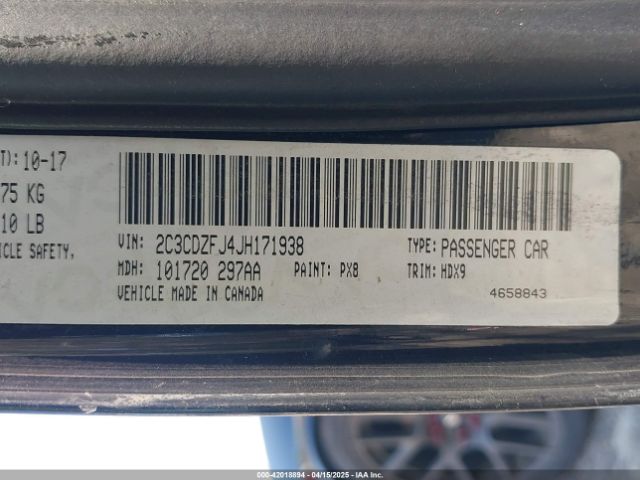 T): 10-17
75 KG
10 LB
ICLE SAFETY,
VIN: 2C3CDZFJ4JH171938
TYPE: PASSENGER CAR
MDH: 101720 297AA
PAINT: PX8
TRIM: HDX9
VEHICLE MADE IN CANADA
4658843
000-42018894 - 04/15/2025 - IAA Inc.